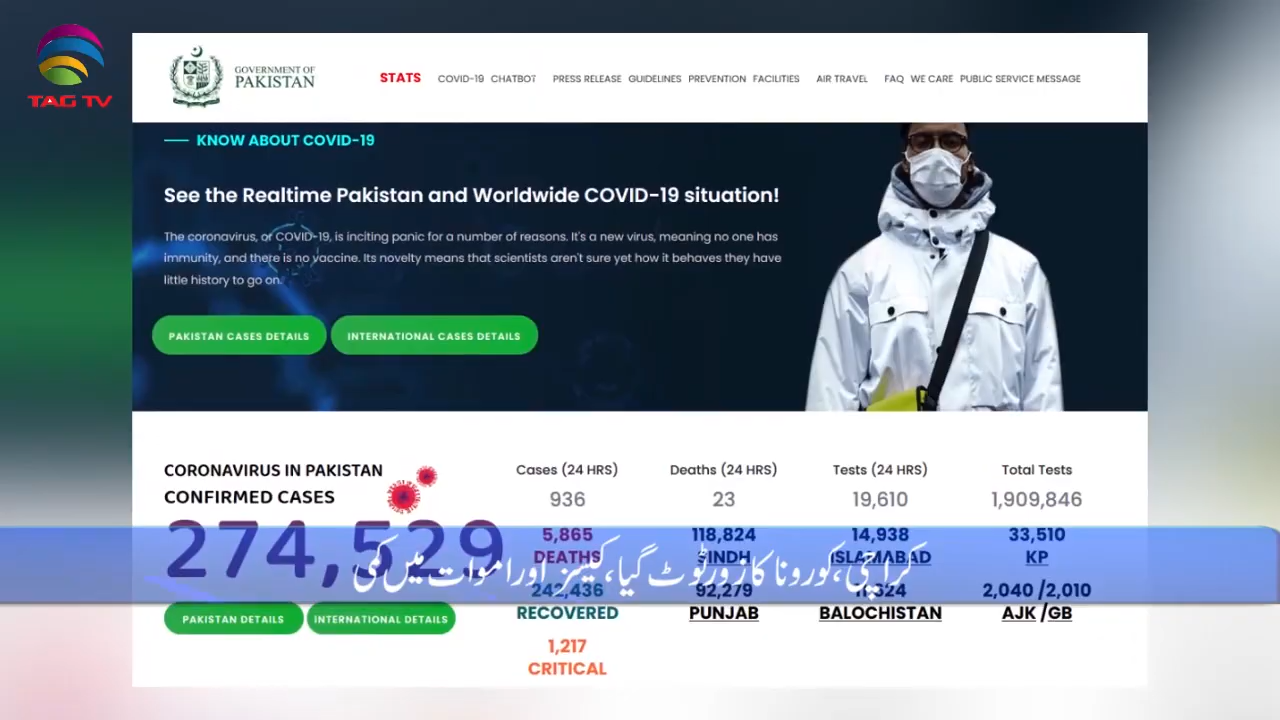 TAG TV
GOVERNMENT OF
PAKISTAN
STATS COVID-19 CHATBOT PRESS RELEASE GUIDELINES PREVENTION FACILITIES AIR TRAVEL FAQ WE CARE PUBLIC SERVICE MESSAGE
KNOW ABOUT COVID-19
See the Realtime Pakistan and Worldwide COVID-19 situation!
The coronavirus, or COVID-19, is inciting panic for a number of reasons. It's a new virus, meaning no one has
immunity, and there is no vaccine. Its novelty means that scientists aren't sure yet how it behaves they have
little history to go on.
PAKISTAN CASES DETAILS INTERNATIONAL CASES DETAILS
CORONAVIRUS IN PAKISTAN
CONFIRMED CASES
274,529
PAKISTAN DETAILS INTERNATIONAL DETAILS
Cases (24 HRS) Deaths (24 HRS) Tests (24 HRS) Total Tests
936 23 19,610 1,909,846
5,865 118,824 14,938 33,510
DEATHS SINDH ISLAMABAD KP
242,436 92,279 11,624 2,040 /2,010
RECOVERED PUNJAB BALOCHISTAN AJK /GB
1,217
CRITICAL
کراچی،کورونا کا زور ٹوٹ گیا، کیسز اور اموات میں کمی